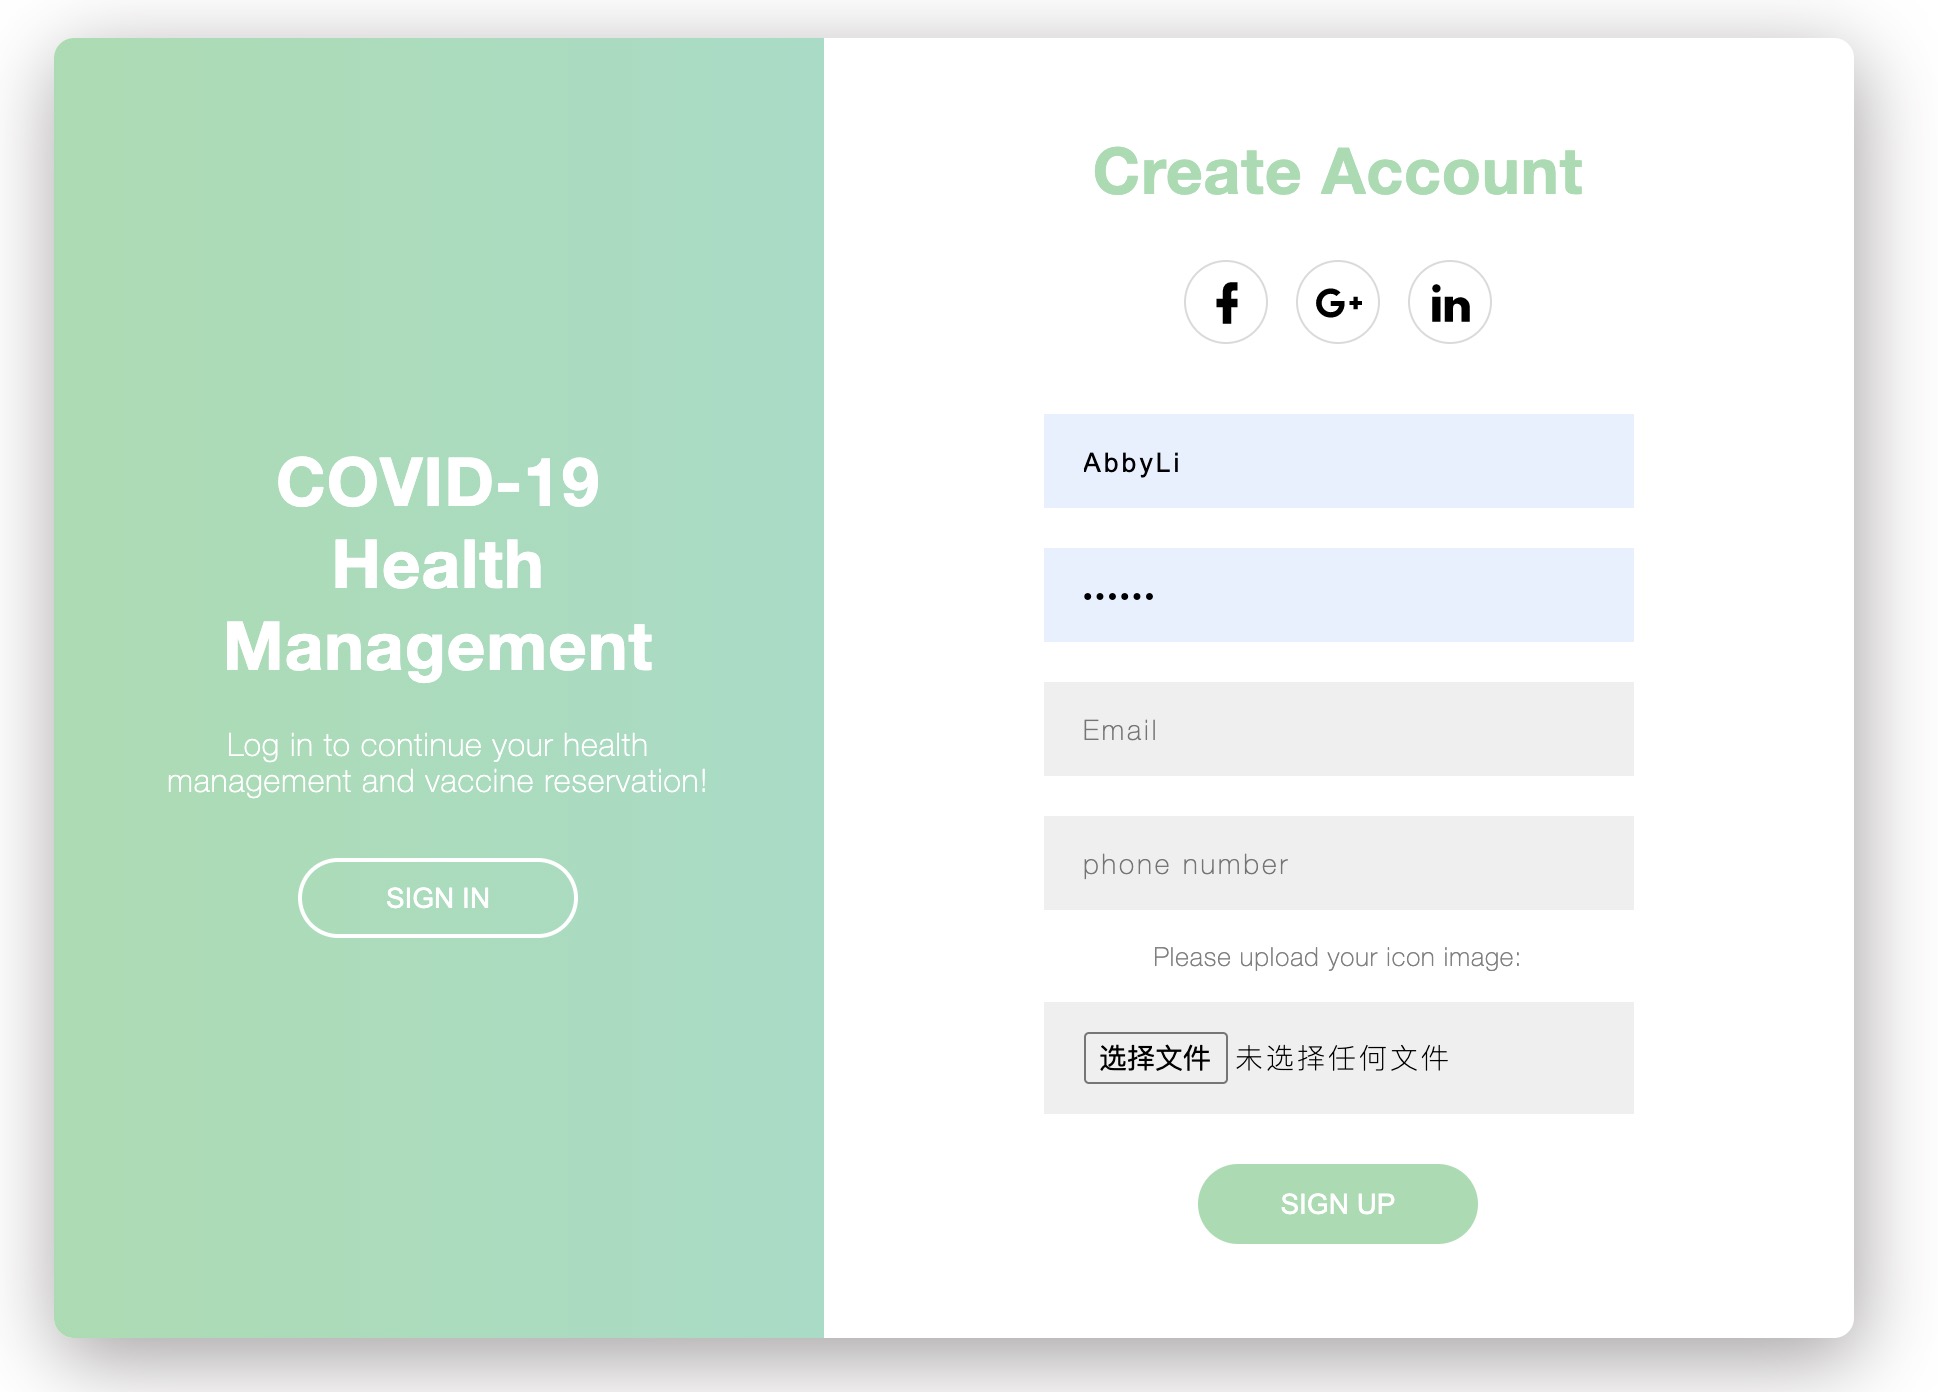 COVID-19
Health
Management
Log in to continue your health
management and vaccine reservation!
SIGN IN
Create Account
f G+ in
AbbyLi
••••••
Email
phone number
Please upload your icon image:
选择文件 未选择任何文件
SIGN UP